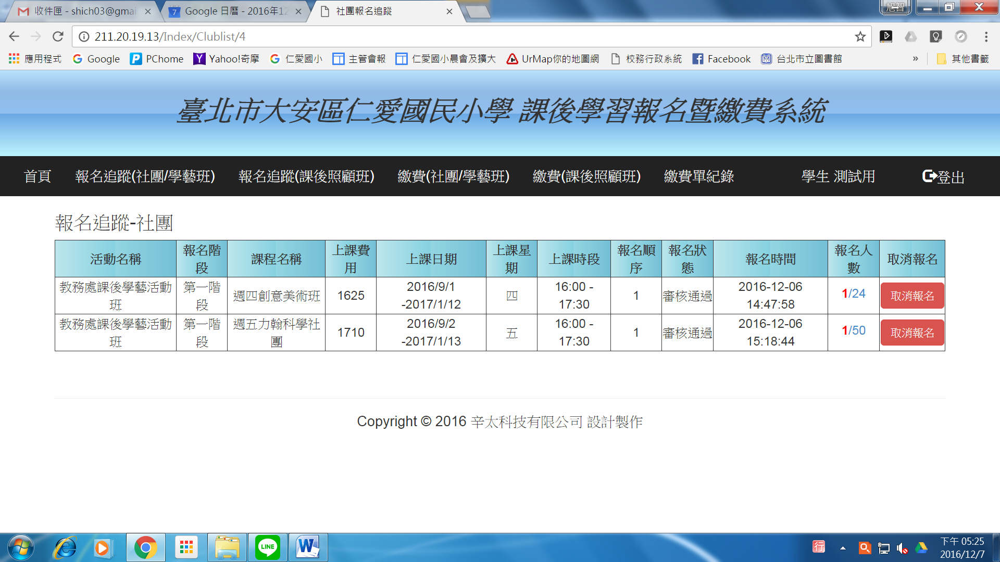 收件匣 - shich03@gmai
Google 日曆 - 2016年12
社團報名追蹤
旭智
211.20.19.13/Index/Clublist/4
應用程式 Google PChome Yahoo!奇摩 仁愛國小 主管會報 仁愛國小晨會及擴大 UrMap你的地圖網 校務行政系統 Facebook 台北市立圖書館 » 其他書籤
臺北市大安區仁愛國民小學 課後學習報名暨繳費系統
首頁 報名追蹤(社團/學藝班) 報名追蹤(課後照顧班) 繳費(社團/學藝班) 繳費(課後照顧班) 繳費單紀錄 學生 測試用 登出
報名追蹤-社團
活動名稱 報名階段 課程名稱 上課費用 上課日期 上課星期 上課時段 報名順序 報名狀態 報名時間 報名人數 取消報名
教務處課後學藝活動班 第一階段 週四創意美術班 1625 2016/9/1 -2017/1/12 四 16:00 - 17:30 1 審核通過 2016-12-06 14:47:58 1/24 取消報名
教務處課後學藝活動班 第一階段 週五力翰科學社團 1710 2016/9/2 -2017/1/13 五 16:00 - 17:30 1 審核通過 2016-12-06 15:18:44 1/50 取消報名
Copyright © 2016 辛太科技有限公司 設計製作
LINE
行
下午 05:25
2016/12/7